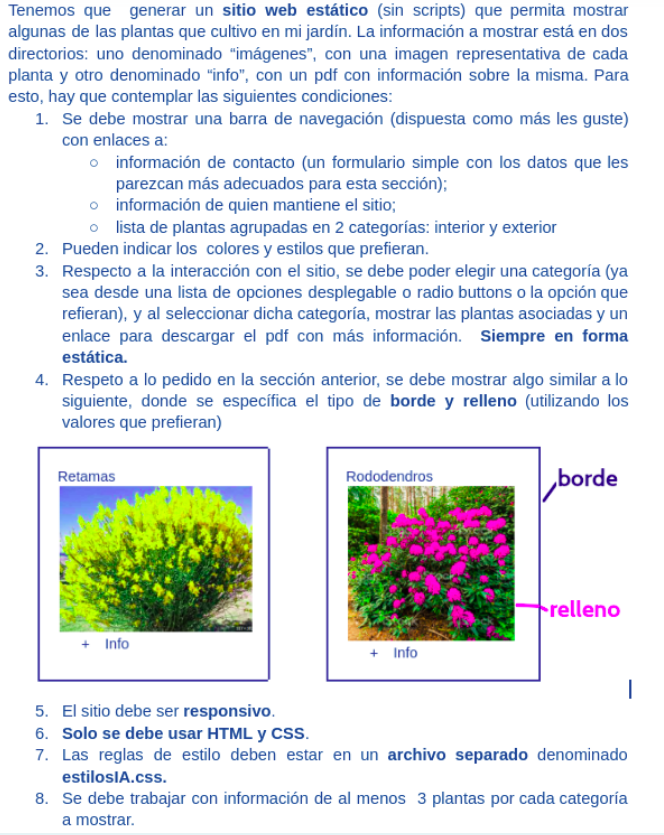 Tenemos que generar un sitio web estático (sin scripts) que permita mostrar
algunas de las plantas que cultivo en mi jardín. La información a mostrar está en dos
directorios: uno denominado “imágenes”, con una imagen representativa de cada
planta y otro denominado “info”, con un pdf con información sobre la misma. Para
esto, hay que contemplar las siguientes condiciones:
1. Se debe mostrar una barra de navegación (dispuesta como más les guste)
con enlaces a:
○ información de contacto (un formulario simple con los datos que les
parezcan más adecuados para esta sección);
○ información de quien mantiene el sitio;
○ lista de plantas agrupadas en 2 categorías: interior y exterior
2. Pueden indicar los colores y estilos que prefieran.
3. Respecto a la interacción con el sitio, se debe poder elegir una categoría (ya
sea desde una lista de opciones desplegable o radio buttons o la opción que
refieran), y al seleccionar dicha categoría, mostrar las plantas asociadas y un
enlace para descargar el pdf con más información. Siempre en forma
estática.
4. Respeto a lo pedido en la sección anterior, se debe mostrar algo similar a lo
siguiente, donde se específica el tipo de borde y relleno (utilizando los
valores que prefieran)
Retamas
+ Info
Rododendros
+ Info
borde
relleno
5. El sitio debe ser responsivo.
6. Solo se debe usar HTML y CSS.
7. Las reglas de estilo deben estar en un archivo separado denominado
estilosIA.css.
8. Se debe trabajar con información de al menos 3 plantas por cada categoría
a mostrar.